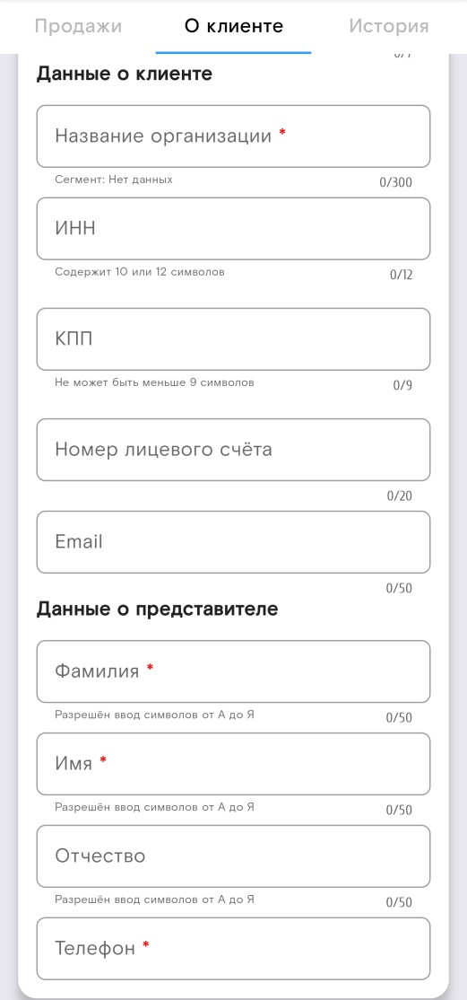 Продажи О клиенте История
Данные о клиенте
Название организации *
Сегмент: Нет данных 0/300
ИНН
Содержит 10 или 12 символов 0/12
КПП
Не может быть меньше 9 символов 0/9
Номер лицевого счёта
0/20
Email
0/50
Данные о представителе
Фамилия *
Разрешён ввод символов от А до Я 0/50
Имя *
Разрешён ввод символов от А до Я 0/50
Отчество
Разрешён ввод символов от А до Я 0/50
Телефон *